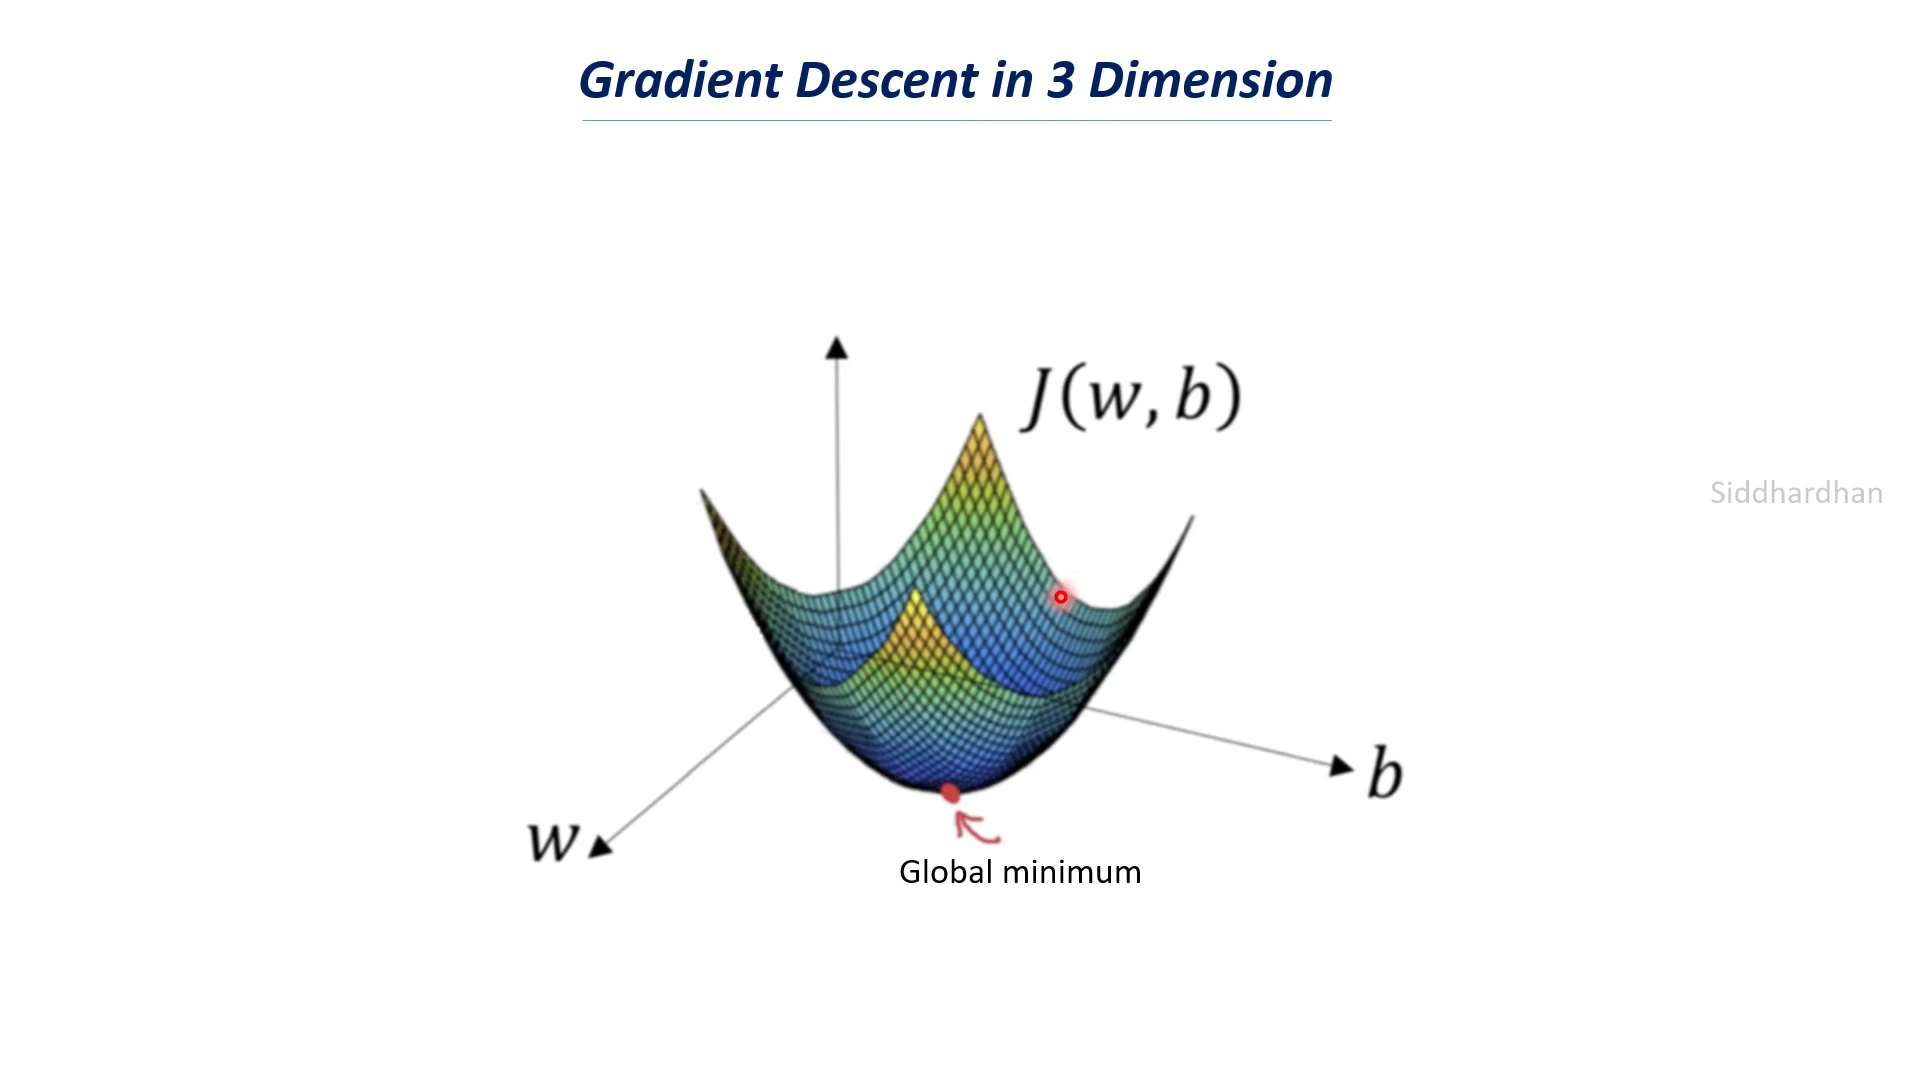 Gradient Descent in 3 Dimension
J(w, b)
Siddhardhan
b
w
Global minimum